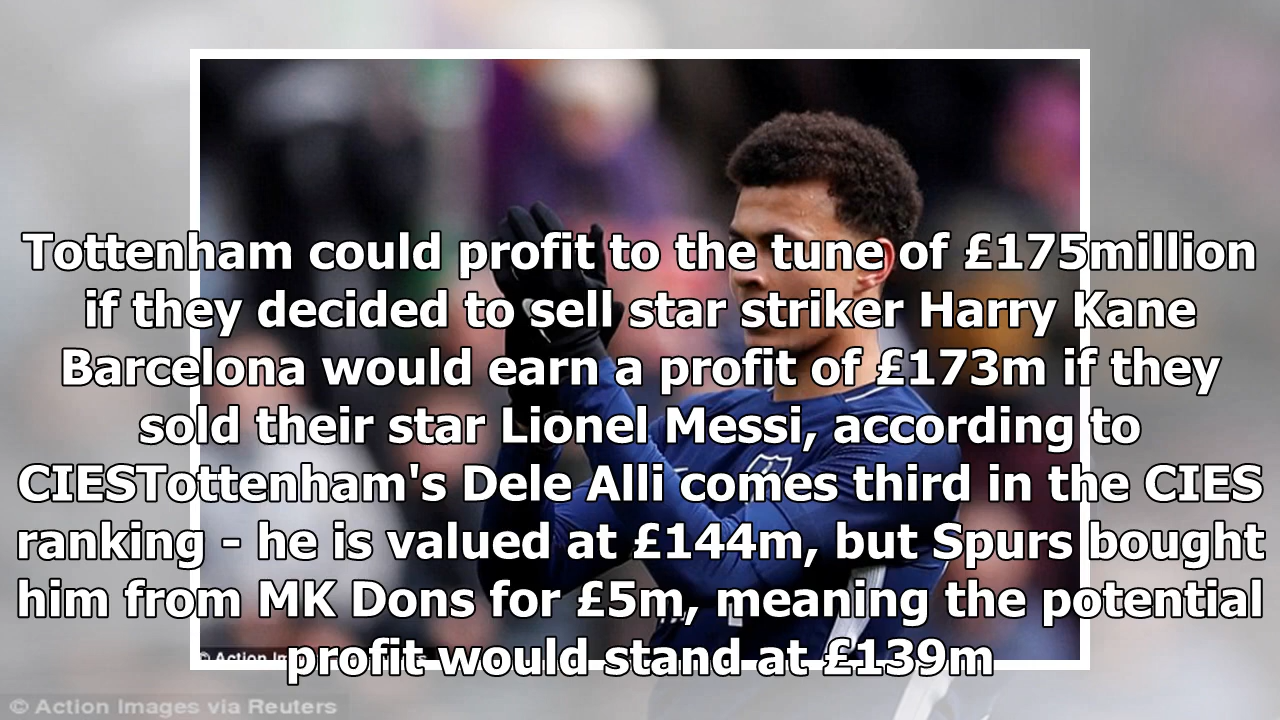 Tottenham could profit to the tune of £175million
if they decided to sell star striker Harry Kane
Barcelona would earn a profit of £173m if they
sold their star Lionel Messi, according to
CIESTottenham's Dele Alli comes third in the CIES
ranking - he is valued at £144m, but Spurs bought
him from MK Dons for £5m, meaning the potential
profit would stand at £139m
© Action
© Action Images via Reuters